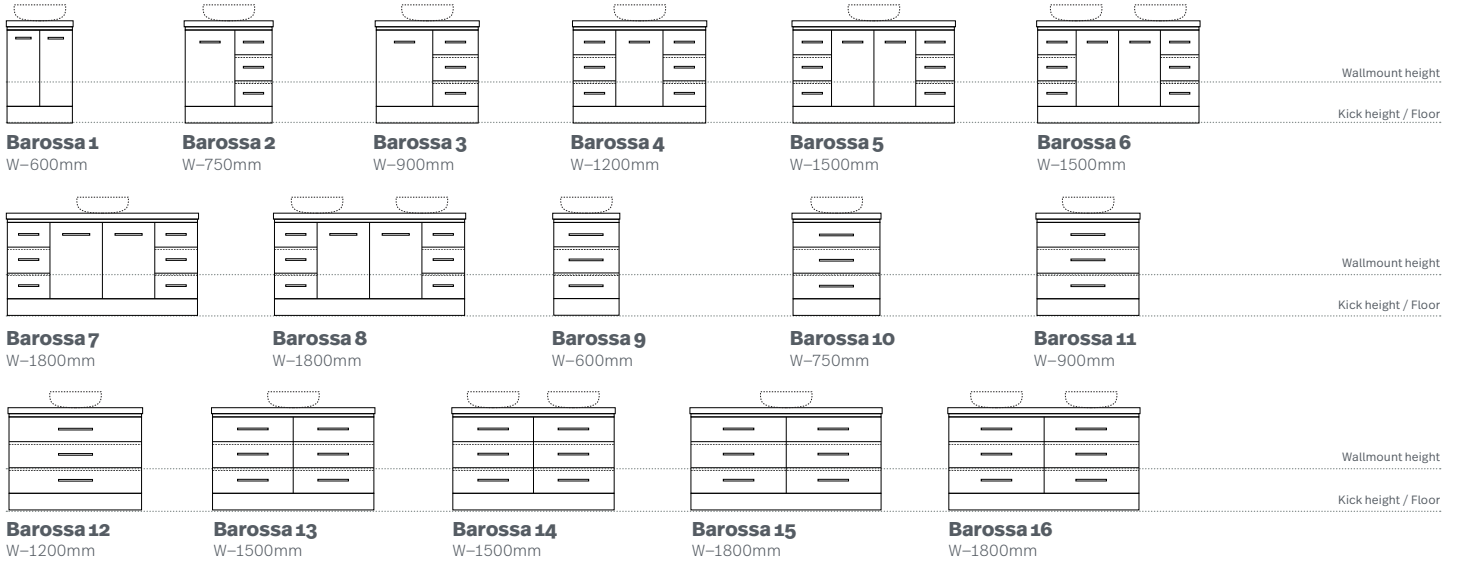 Wallmount height
Kick height / Floor
Barossa 1
W–600mm
Barossa 2
W–750mm
Barossa 3
W–900mm
Barossa 4
W–1200mm
Barossa 5
W–1500mm
Barossa 6
W–1500mm
Wallmount height
Kick height / Floor
Barossa 7
W–1800mm
Barossa 8
W–1800mm
Barossa 9
W–600mm
Barossa 10
W–750mm
Barossa 11
W–900mm
Wallmount height
Kick height / Floor
Barossa 12
W–1200mm
Barossa 13
W–1500mm
Barossa 14
W–1500mm
Barossa 15
W–1800mm
Barossa 16
W–1800mm